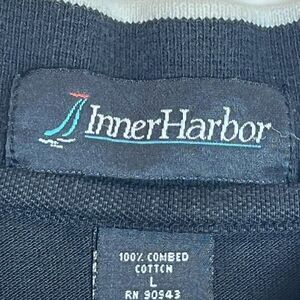 InnerHarbor
100% COMBED
COTTON
L
RN 90543